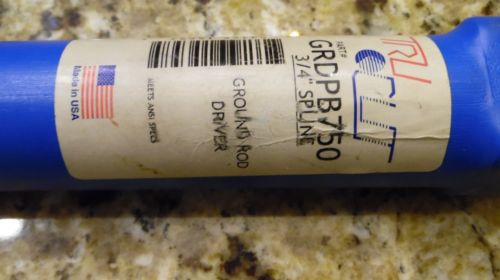 TRU
CUT
PART#
GRDPB750
3/4" SPLINE
GROUND ROD
DRIVER
Made in
USA
MEETS ANSI SPECS